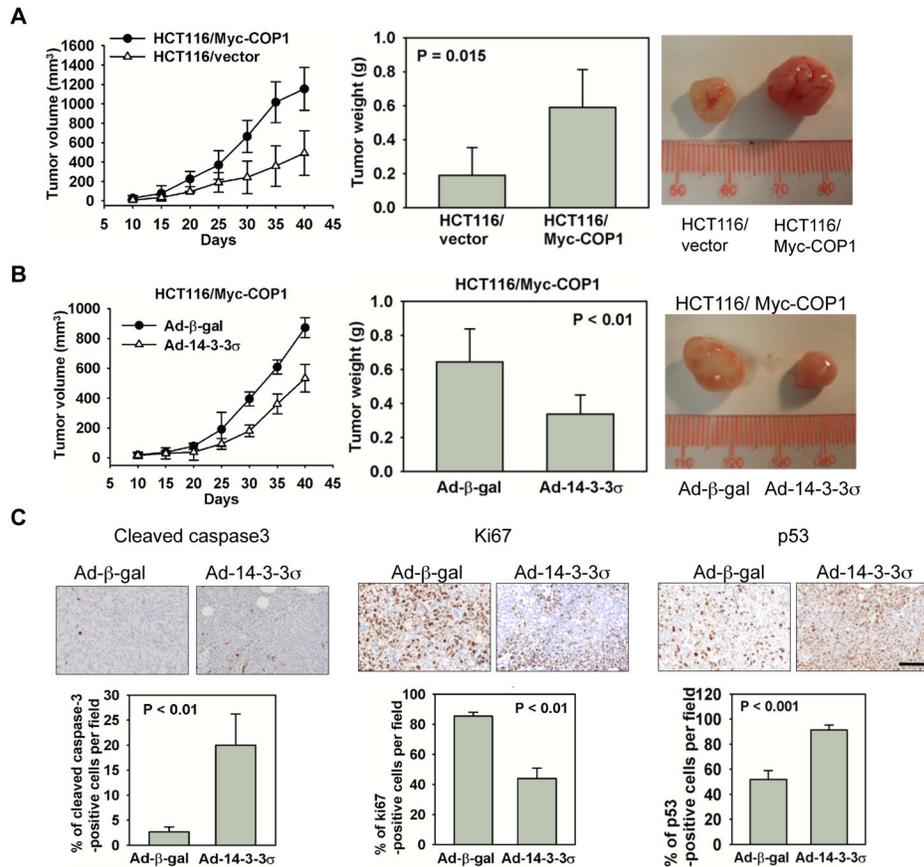 A
HCT116/Myc-COP1
HCT116/vector
Tumor volume (mm³)
1600
1400
1200
1000
800
600
400
200
0
5 10 15 20 25 30 35 40 45
Days
P = 0.015
Tumor weight (g)
1.0
0.8
0.6
0.4
0.2
0.0
HCT116/
vector
HCT116/
Myc-COP1
50 60 70 80
HCT116/
vector
HCT116/
Myc-COP1
B
HCT116/Myc-COP1
Ad-β-gal
Ad-14-3-3σ
Tumor volume (mm³)
1000
800
600
400
200
0
5 10 15 20 25 30 35 40 45
Days
HCT116/Myc-COP1
P < 0.01
Tumor weight (g)
1.0
0.8
0.6
0.4
0.2
0.0
Ad-β-gal Ad-14-3-3σ
HCT116/ Myc-COP1
110 120 130 140
Ad-β-gal Ad-14-3-3σ
C
Cleaved caspase3
Ad-β-gal Ad-14-3-3σ
% of cleaved caspase-3
-positive cells per field
30
25
20
15
10
5
0
P < 0.01
Ad-β-gal Ad-14-3-3σ
Ki67
Ad-β-gal Ad-14-3-3σ
% of ki67
-positive cells per field
100
80
60
40
20
0
P < 0.01
Ad-β-gal Ad-14-3-3σ
p53
Ad-β-gal Ad-14-3-3σ
% of p53
-positive cells per field
120
100
80
60
40
20
0
P < 0.001
Ad-β-gal Ad-14-3-3σ